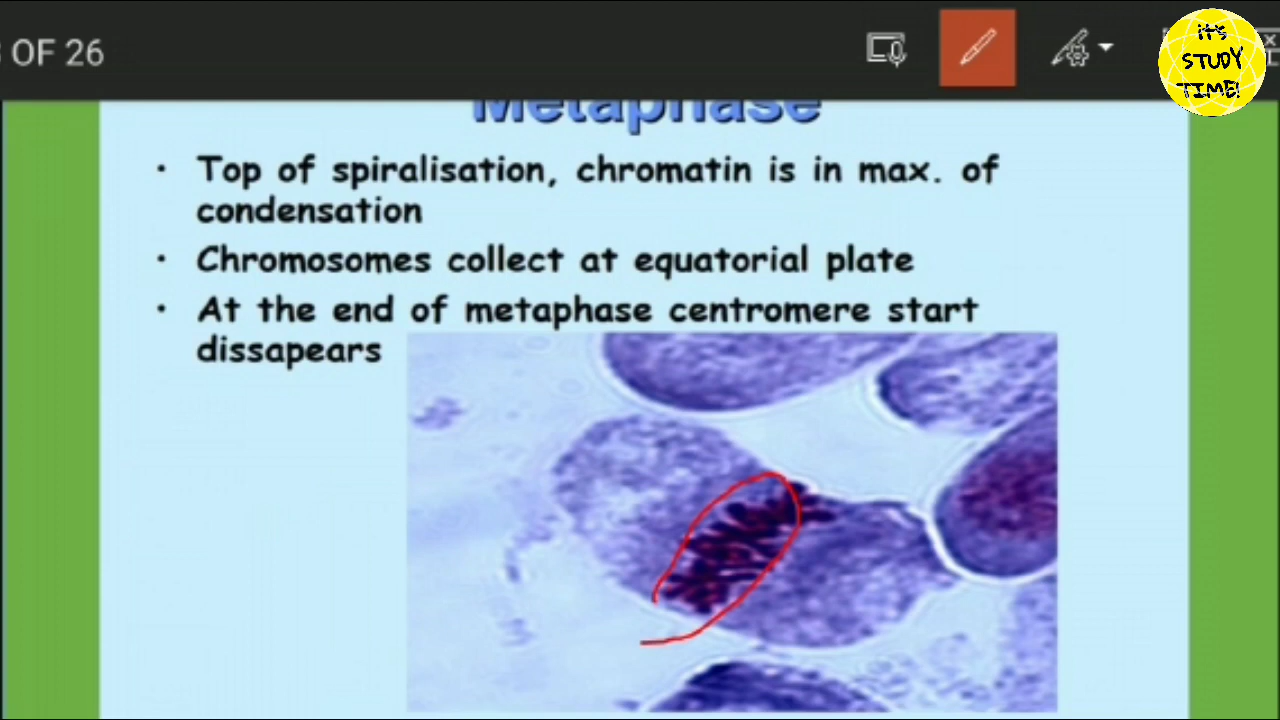 OF 26
iTS
STUDY
TIME!
Metaphase
• Top of spiralisation, chromatin is in max. of
condensation
• Chromosomes collect at equatorial plate
• At the end of metaphase centromere start
dissapears